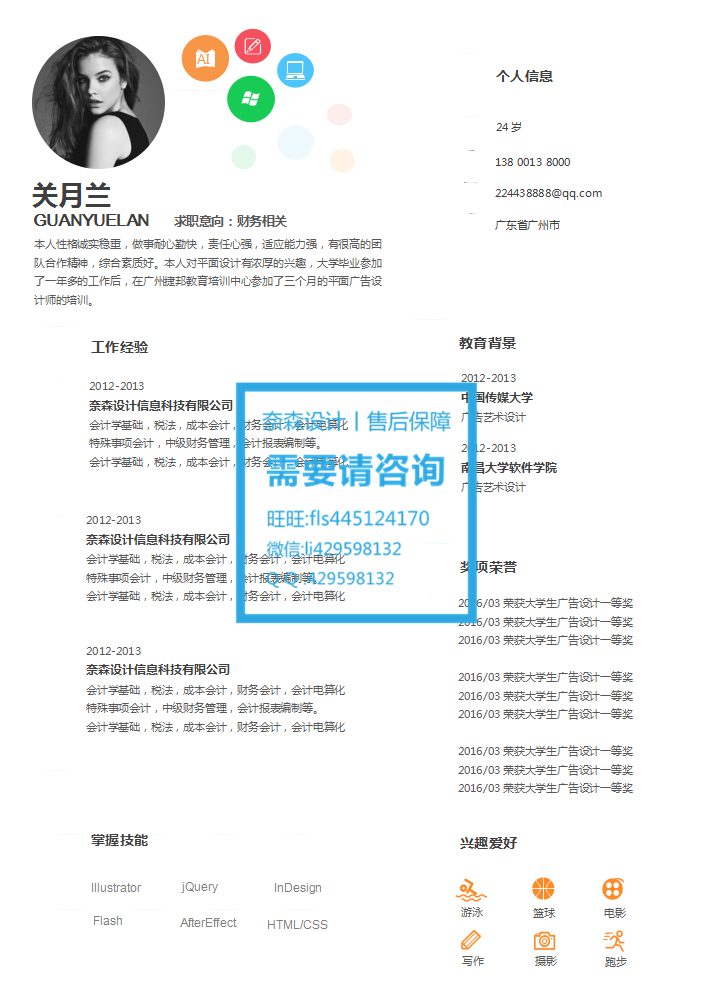 AI
关月兰
GUANYUELAN 求职意向：财务相关
本人性格诚实稳重，做事耐心勤快，责任心强，适应能力强，有很高的团
队合作精神，综合素质好。本人对平面设计有浓厚的兴趣，大学毕业参加
了一年多的工作后，在广州捷邦教育培训中心参加了三个月的平面广告设
计师的培训。
个人信息
24 岁
138 0013 8000
224438888@qq.com
广东省广州市
工作经验
2012-2013
奈森设计信息科技有限公司
会计学基础，税法，成本会计，财务会计，会计电算化
特殊事项会计，中级财务管理，会计报表编制等。
会计学基础，税法，成本会计，财务会计，会计电算化
2012-2013
奈森设计信息科技有限公司
会计学基础，税法，成本会计，财务会计，会计电算化
特殊事项会计，中级财务管理，会计报表编制等。
会计学基础，税法，成本会计，财务会计，会计电算化
2012-2013
奈森设计信息科技有限公司
会计学基础，税法，成本会计，财务会计，会计电算化
特殊事项会计，中级财务管理，会计报表编制等。
会计学基础，税法，成本会计，财务会计，会计电算化
奈森设计丨售后保障
需要请咨询
旺旺:fls445124170
微信:lj429598132
QQ:429598132
教育背景
2012-2013
中国传媒大学
广告艺术设计
2012-2013
南昌大学软件学院
广告艺术设计
奖项荣誉
2016/03 荣获大学生广告设计一等奖
2016/03 荣获大学生广告设计一等奖
2016/03 荣获大学生广告设计一等奖
2016/03 荣获大学生广告设计一等奖
2016/03 荣获大学生广告设计一等奖
2016/03 荣获大学生广告设计一等奖
2016/03 荣获大学生广告设计一等奖
2016/03 荣获大学生广告设计一等奖
2016/03 荣获大学生广告设计一等奖
掌握技能
Illustrator jQuery InDesign
Flash AfterEffect HTML/CSS
兴趣爱好
游泳 篮球 电影
写作 摄影 跑步